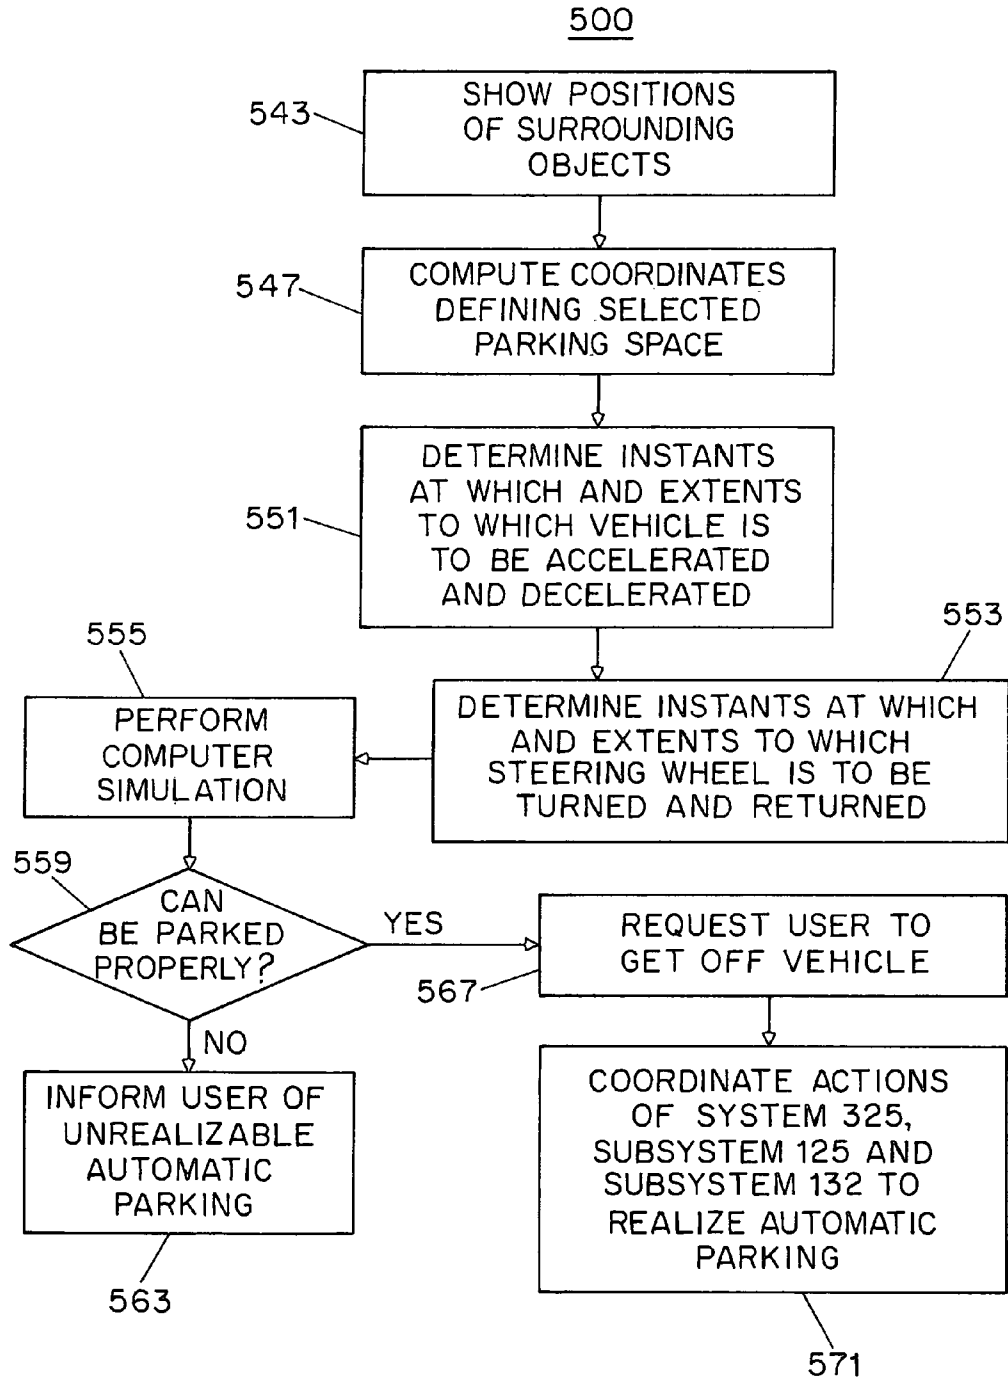 500
543
SHOW POSITIONS
OF SURROUNDING
OBJECTS
547
COMPUTE COORDINATES
DEFINING SELECTED
PARKING SPACE
551
DETERMINE INSTANTS
AT WHICH AND EXTENTS
TO WHICH VEHICLE IS
TO BE ACCELERATED
AND DECELERATED
553
DETERMINE INSTANTS AT WHICH
AND EXTENTS TO WHICH
STEERING WHEEL IS TO BE
TURNED AND RETURNED
555
PERFORM
COMPUTER
SIMULATION
559
CAN
BE PARKED
PROPERLY?
YES
NO
567
REQUEST USER TO
GET OFF VEHICLE
INFORM USER OF
UNREALIZABLE
AUTOMATIC
PARKING
563
COORDINATE ACTIONS
OF SYSTEM 325,
SUBSYSTEM 125 AND
SUBSYSTEM 132 TO
REALIZE AUTOMATIC
PARKING
571